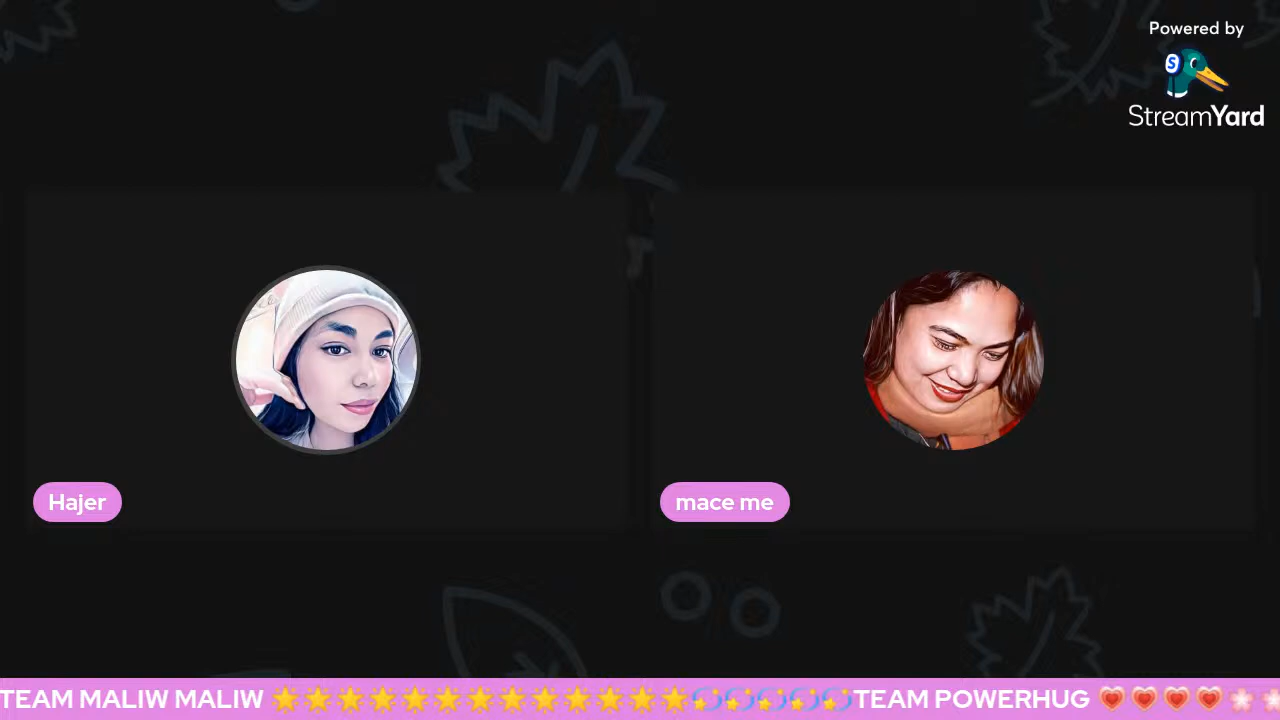 Powered by
S
StreamYard
Hajer
mace me
TEAM MALIW MALIW 🌟🌟🌟🌟🌟🌟🌟🌟🌟🌟🌟🌟🌟💫💫💫💫💫TEAM POWERHUG 💗💗💗💗🌸🌸